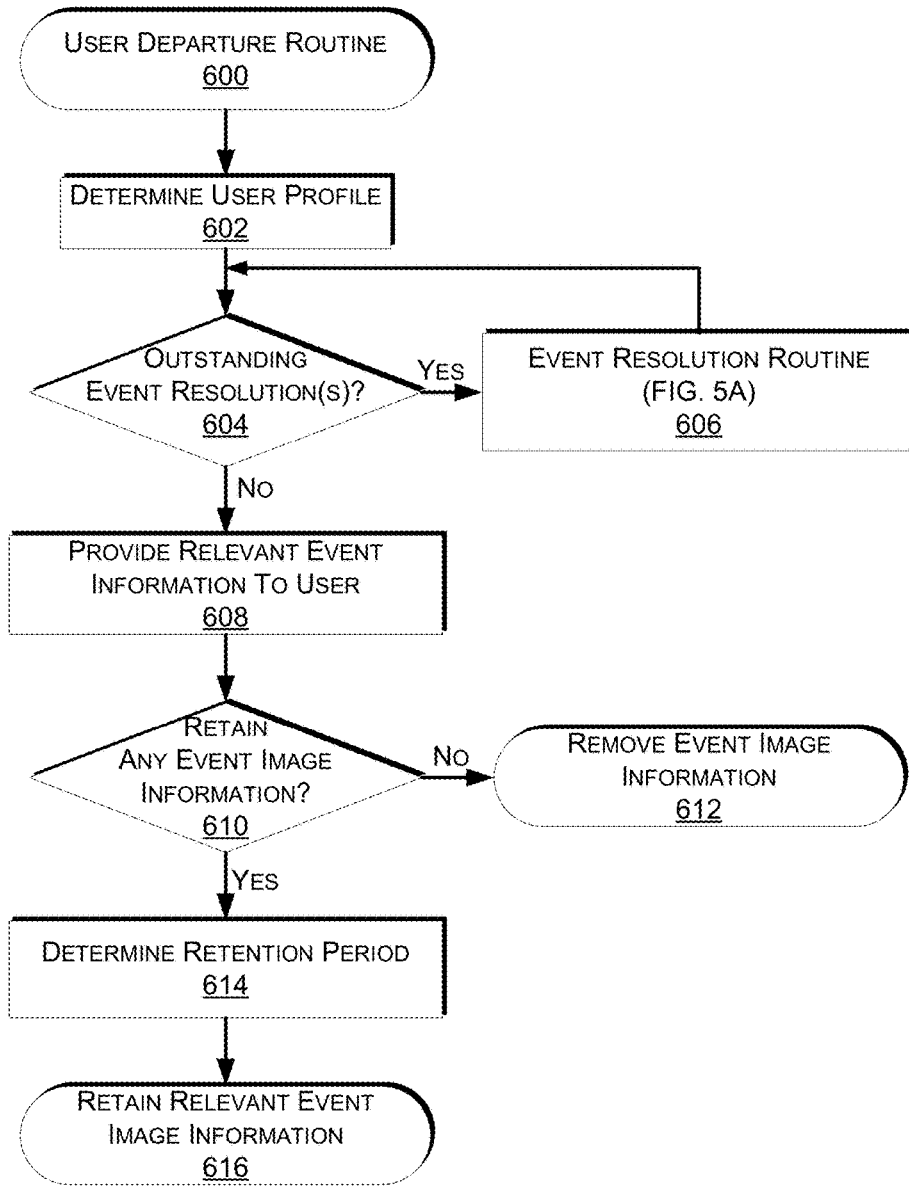 USER DEPARTURE ROUTINE
600
DETERMINE USER PROFILE
602
OUTSTANDING
EVENT RESOLUTION(S)?
604
YES
EVENT RESOLUTION ROUTINE
(FIG. 5A)
606
NO
PROVIDE RELEVANT EVENT
INFORMATION TO USER
608
RETAIN
ANY EVENT IMAGE
INFORMATION?
610
NO
REMOVE EVENT IMAGE
INFORMATION
612
YES
DETERMINE RETENTION PERIOD
614
RETAIN RELEVANT EVENT
IMAGE INFORMATION
616